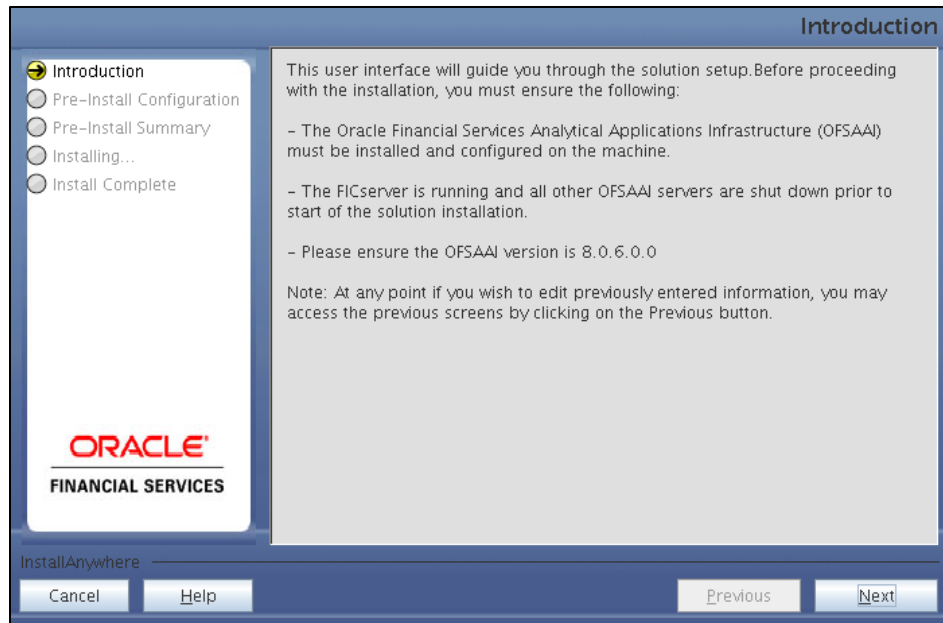 Introduction
Introduction
Pre-Install Configuration
Pre-Install Summary
Installing...
Install Complete
ORACLE'
FINANCIAL SERVICES
This user interface will guide you through the solution setup.Before proceeding
with the installation, you must ensure the following:
- The Oracle Financial Services Analytical Applications Infrastructure (OFSAAI)
must be installed and configured on the machine.
- The FICserver is running and all other OFSAAI servers are shut down prior to
start of the solution installation.
- Please ensure the OFSAAI version is 8.0.6.0.0
Note: At any point if you wish to edit previously entered information, you may
access the previous screens by clicking on the Previous button.
InstallAnywhere
Cancel
Help
Previous
Next